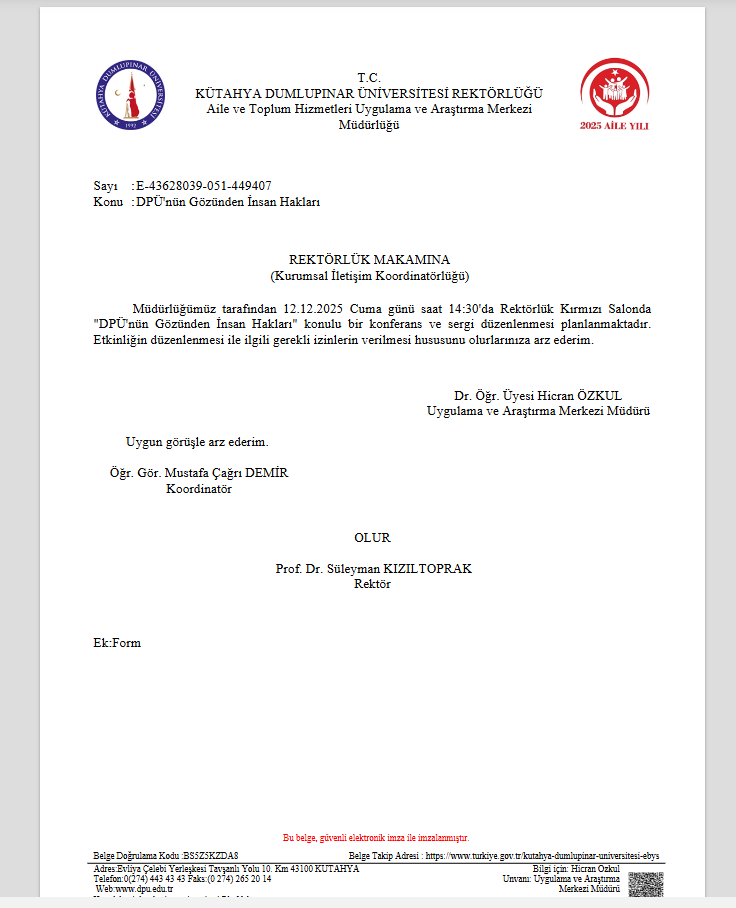 KÜTAHYA DUMLUPINAR ÜNİVERSİTESİ
1992
T.C.
KÜTAHYA DUMLUPINAR ÜNİVERSİTESİ REKTÖRLÜĞÜ
Aile ve Toplum Hizmetleri Uygulama ve Araştırma Merkezi
Müdürlüğü
2025 AİLE YILI
Sayı : E-43628039-051-449407
Konu : DPÜ'nün Gözünden İnsan Hakları
REKTÖRLÜK MAKAMINA
(Kurumsal İletişim Koordinatörlüğü)
Müdürlüğümüz tarafından 12.12.2025 Cuma günü saat 14:30'da Rektörlük Kırmızı Salonda
"DPÜ'nün Gözünden İnsan Hakları" konulu bir konferans ve sergi düzenlenmesi planlanmaktadır.
Etkinliğin düzenlenmesi ile ilgili gerekli izinlerin verilmesi hususunu olurlarınıza arz ederim.
Dr. Öğr. Üyesi Hicran ÖZKUL
Uygulama ve Araştırma Merkezi Müdürü
Uygun görüşle arz ederim.
Öğr. Gör. Mustafa Çağrı DEMİR
Koordinatör
OLUR
Prof. Dr. Süleyman KIZILTOPRAK
Rektör
Ek:Form
Bu belge, güvenli elektronik imza ile imzalanmıştır.
Belge Doğrulama Kodu :BS5Z5KZDA8 Belge Takip Adresi : https://www.turkiye.gov.tr/kutahya-dumlupinar-universitesi-ebys
Adres:Evliya Çelebi Yerleşkesi Tavşanlı Yolu 10. Km 43100 KÜTAHYA Bilgi için: Hicran Özkul
Telefon:0(274) 443 43 43 Faks:(0 274) 265 20 14 Unvanı: Uygulama ve Araştırma
Web:www.dpu.edu.tr Merkezi Müdürü